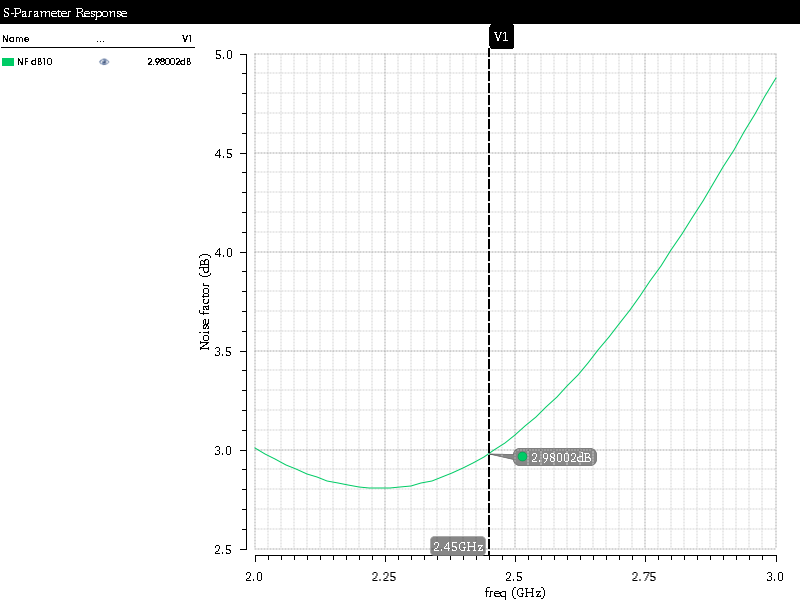 S-Parameter Response
Name ... V1
NF dB10 2.98002dB
V1
5.0
4.5
4.0
3.5
3.0
2.5
Noise factor (dB)
2.98002dB
2.45GHz
2.0 2.25 2.5 2.75 3.0
freq (GHz)